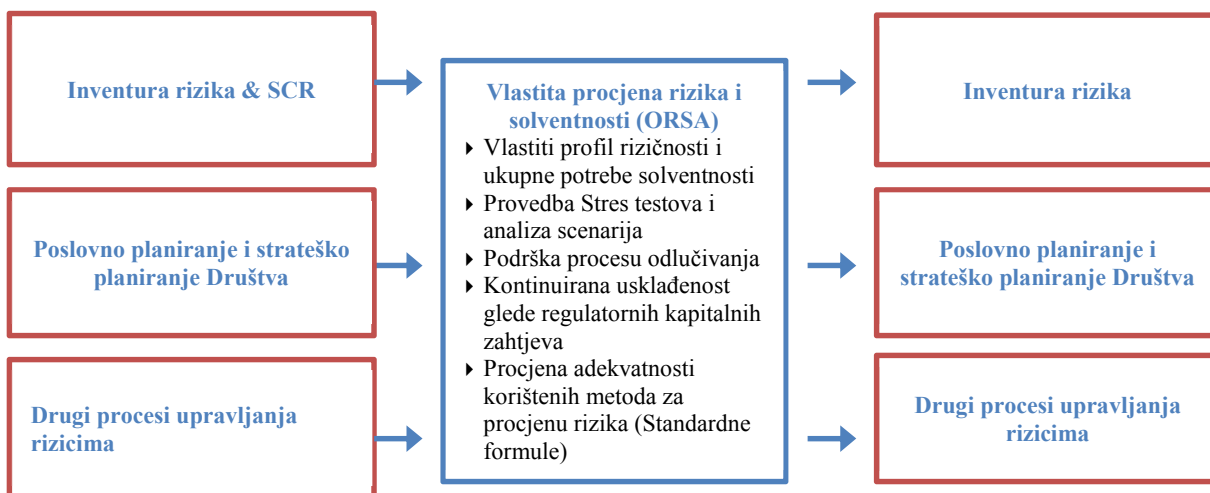 Inventura rizika & SCR
Poslovno planiranje i strateško
planiranje Društva
Drugi procesi upravljanja
rizicima
Vlastita procjena rizika i
solventnosti (ORSA)
Vlastiti profil rizičnosti i
ukupne potrebe solventnosti
Provedba Stres testova i
analiza scenarija
Podrška procesu odlučivanja
Kontinuirana usklađenost
glede regulatornih kapitalnih
zahtjeva
Procjena adekvatnosti
korištenih metoda za
procjenu rizika (Standardne
formule)
Inventura rizika
Poslovno planiranje i
strateško planiranje Društva
Drugi procesi upravljanja
rizicima